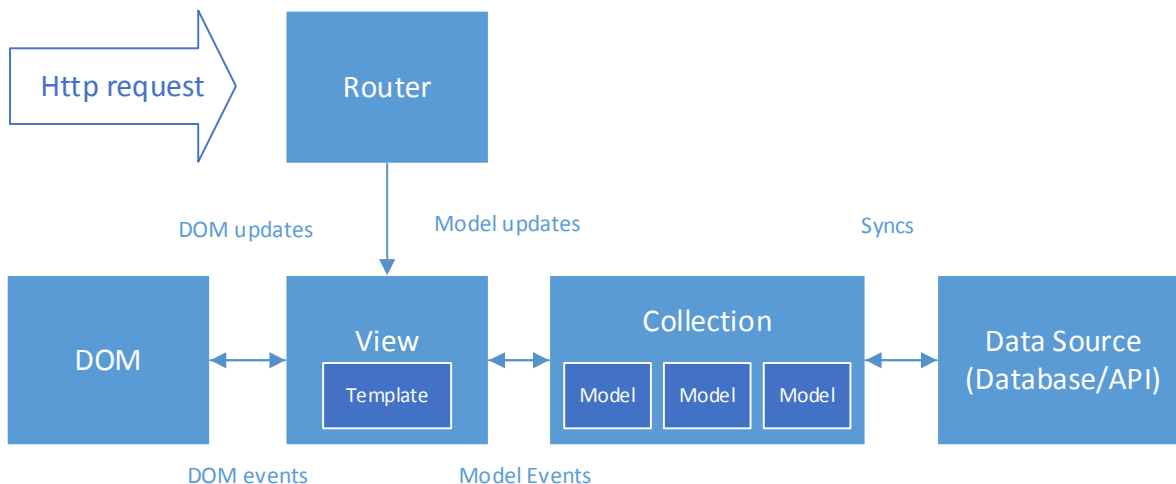 Http request
Router
DOM updates
Model updates
Syncs
DOM
View
Template
Collection
Model
Model
Model
Data Source
(Database/API)
DOM events
Model Events